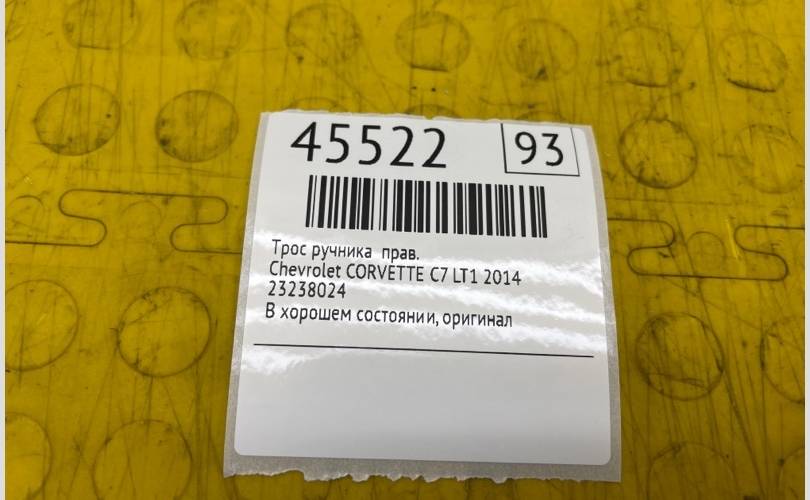 45522 93
Трос ручника прав.
Chevrolet CORVETTE C7 LT1 2014
23238024
В хорошем состоянии, оригинал